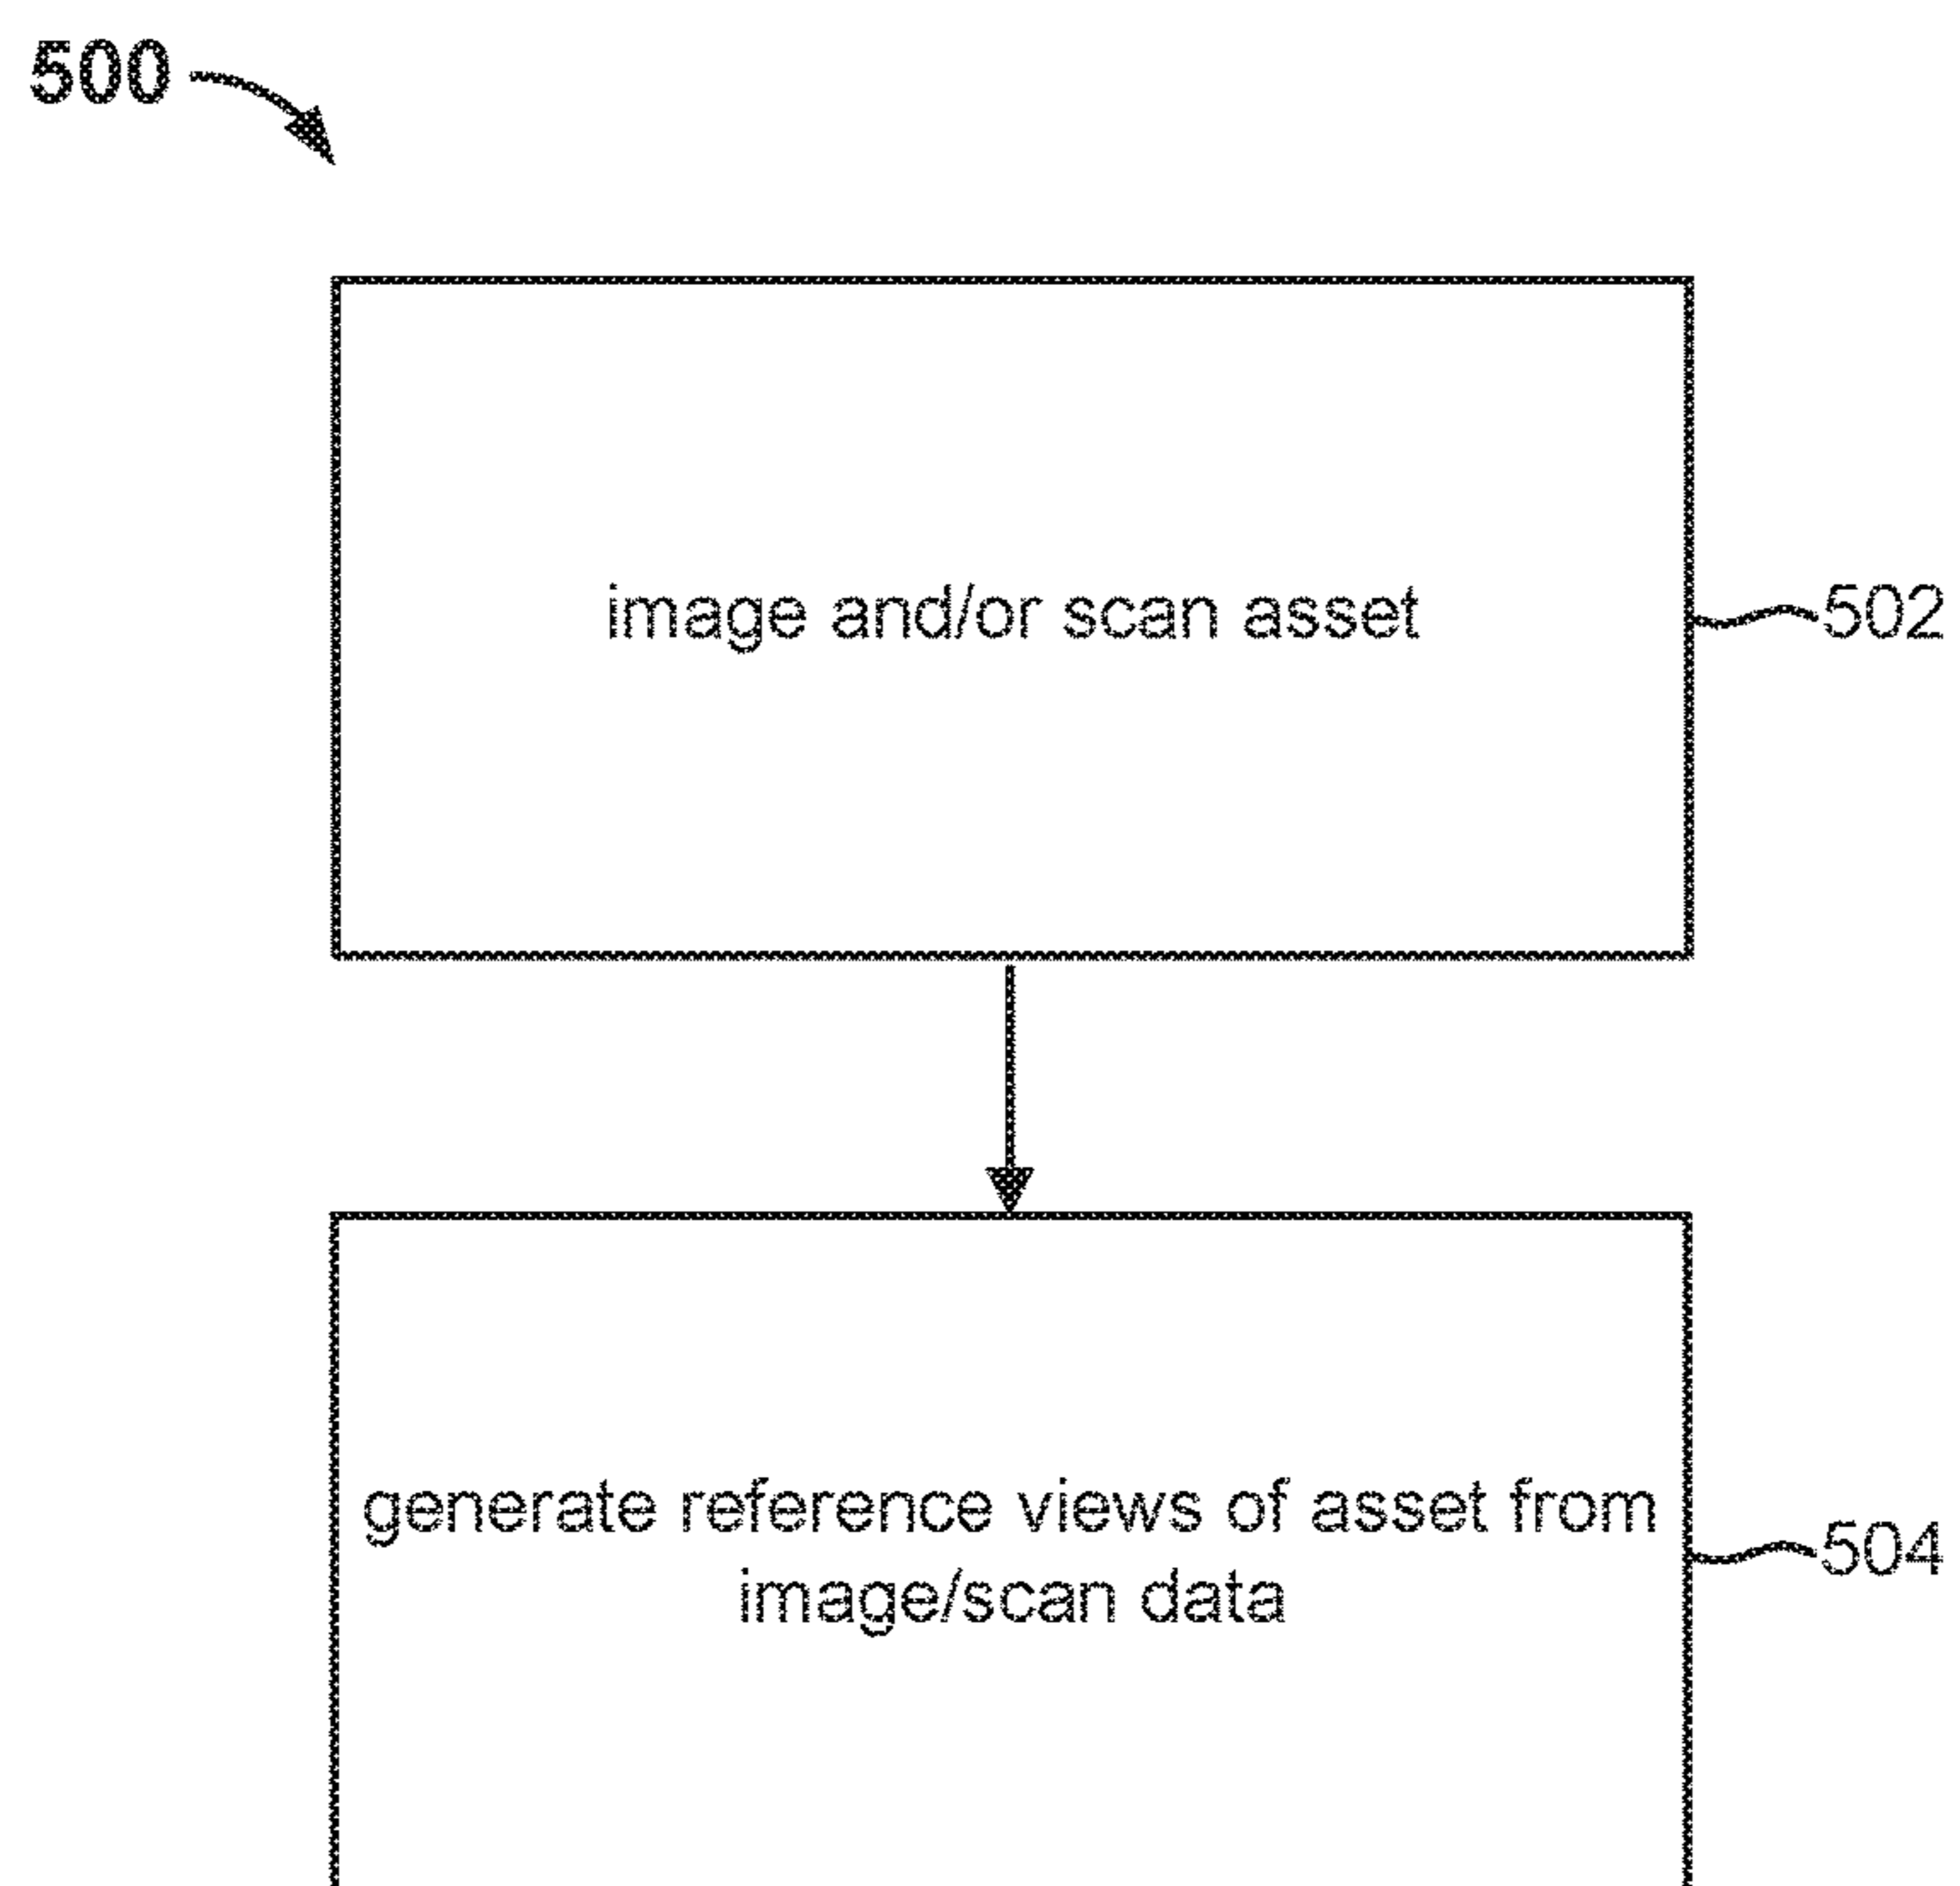 500
image and/or scan asset
502
generate reference views of asset from
image/scan data
504